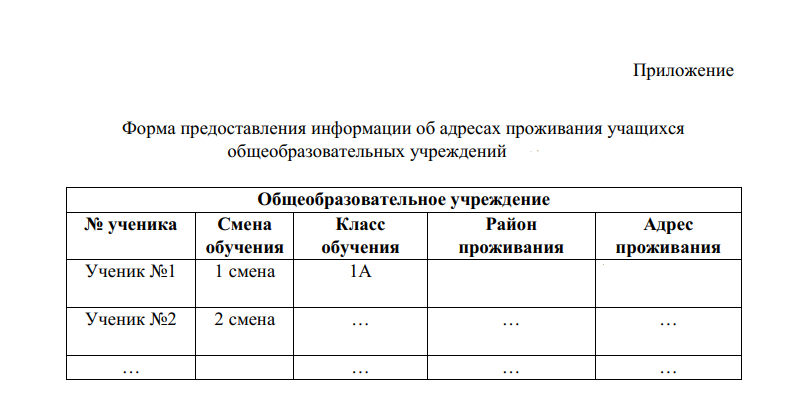 Приложение
Форма предоставления информации об адресах проживания учащихся
общеобразовательных учреждений
Общеобразовательное учреждение
№ ученика Смена обучения Класс обучения Район проживания Адрес проживания
Ученик №1 1 смена 1А
Ученик №2 2 смена … … …
… … … …